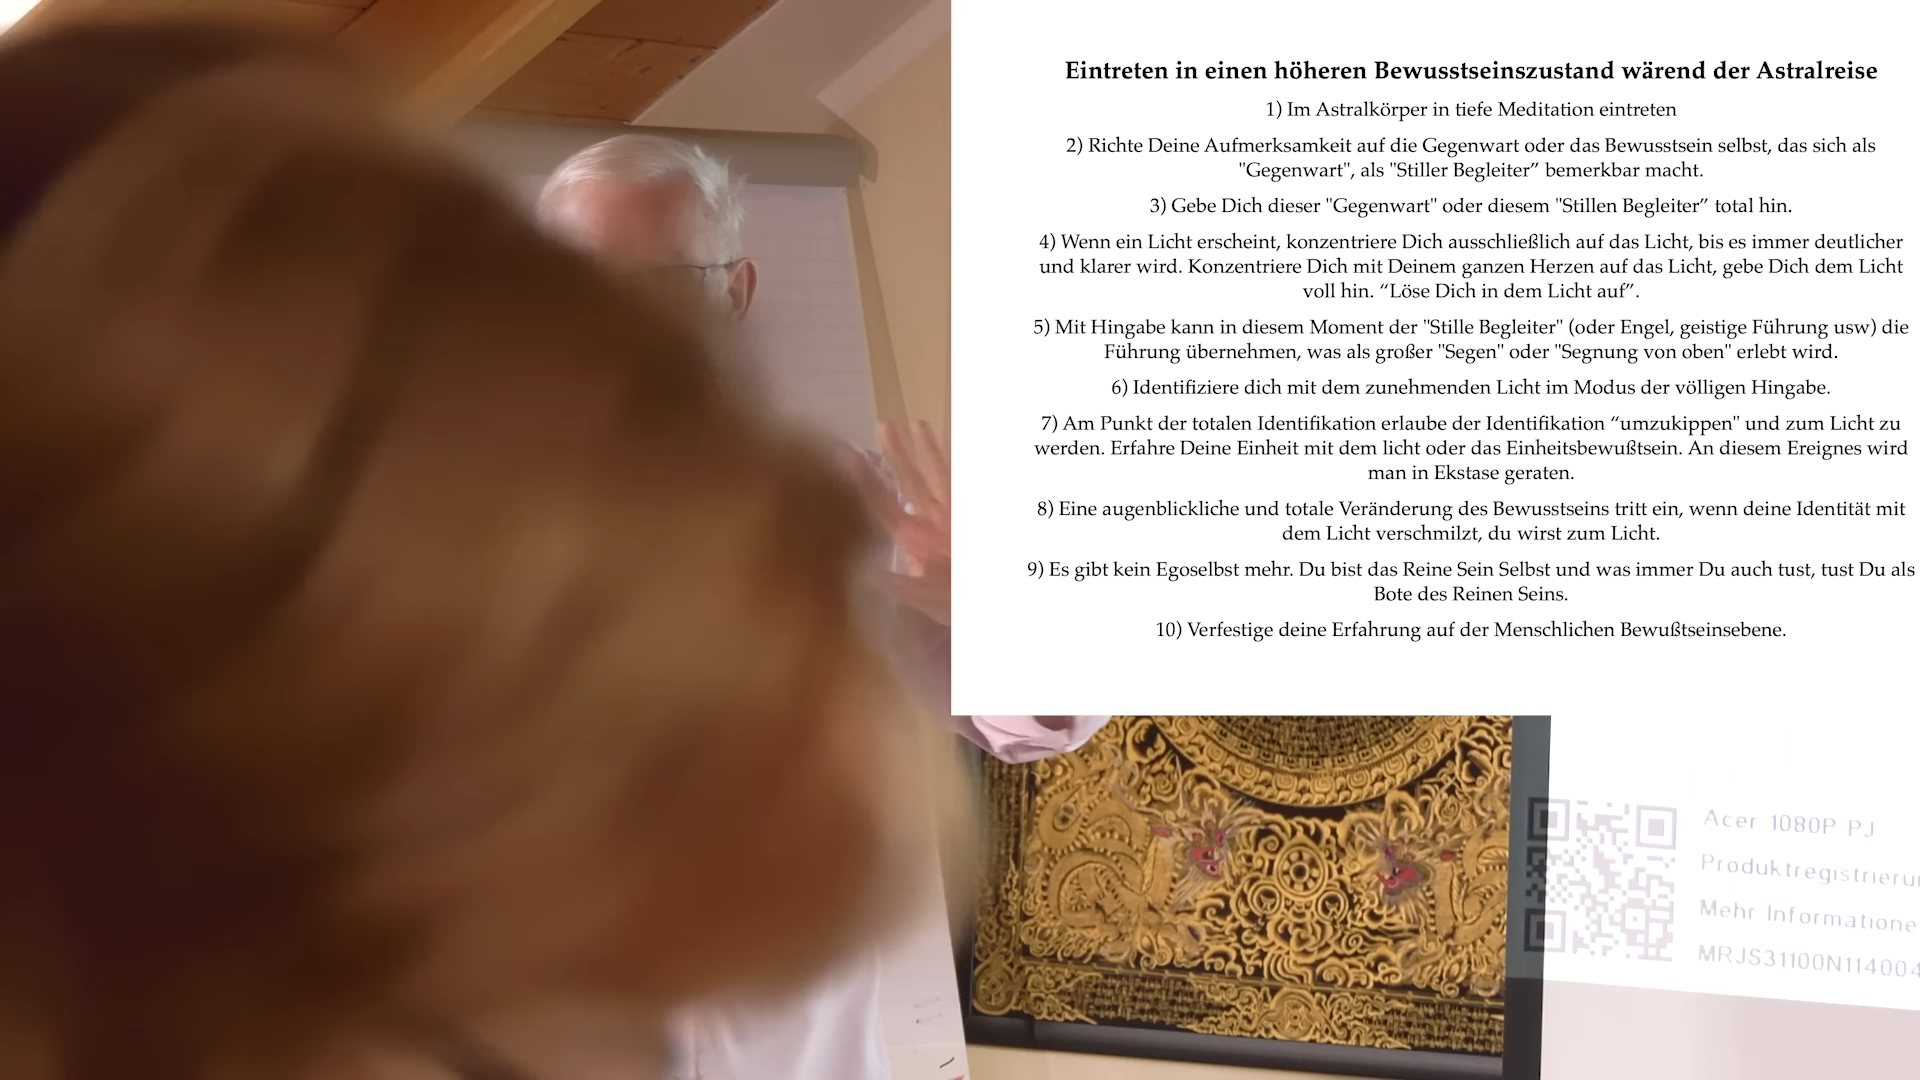 Eintreten in einen höheren Bewusstseinszustand wärend der Astralreise
1) Im Astralkörper in tiefe Meditation eintreten
2) Richte Deine Aufmerksamkeit auf die Gegenwart oder das Bewusstsein selbst, das sich als
"Gegenwart", als "Stiller Begleiter” bemerkbar macht.
3) Gebe Dich dieser "Gegenwart" oder diesem "Stillen Begleiter” total hin.
4) Wenn ein Licht erscheint, konzentriere Dich ausschließlich auf das Licht, bis es immer deutlicher
und klarer wird. Konzentriere Dich mit Deinem ganzen Herzen auf das Licht, gebe Dich dem Licht
voll hin. “Löse Dich in dem Licht auf”.
5) Mit Hingabe kann in diesem Moment der "Stille Begleiter" (oder Engel, geistige Führung usw) die
Führung übernehmen, was als großer "Segen" oder "Segnung von oben" erlebt wird.
6) Identifiziere dich mit dem zunehmenden Licht im Modus der völligen Hingabe.
7) Am Punkt der totalen Identifikation erlaube der Identifikation “umzukippen" und zum Licht zu
werden. Erfahre Deine Einheit mit dem licht oder das Einheitsbewußtsein. An diesem Ereignes wird
man in Ekstase geraten.
8) Eine augenblickliche und totale Veränderung des Bewusstseins tritt ein, wenn deine Identität mit
dem Licht verschmilzt, du wirst zum Licht.
9) Es gibt kein Egoselbst mehr. Du bist das Reine Sein Selbst und was immer Du auch tust, tust Du als
Bote des Reinen Seins.
10) Verfestige deine Erfahrung auf der Menschlichen Bewußtseinsebene.
Acer 1080P PJ
Produktregistrieru
Mehr Informatione
MRJS31100N114004